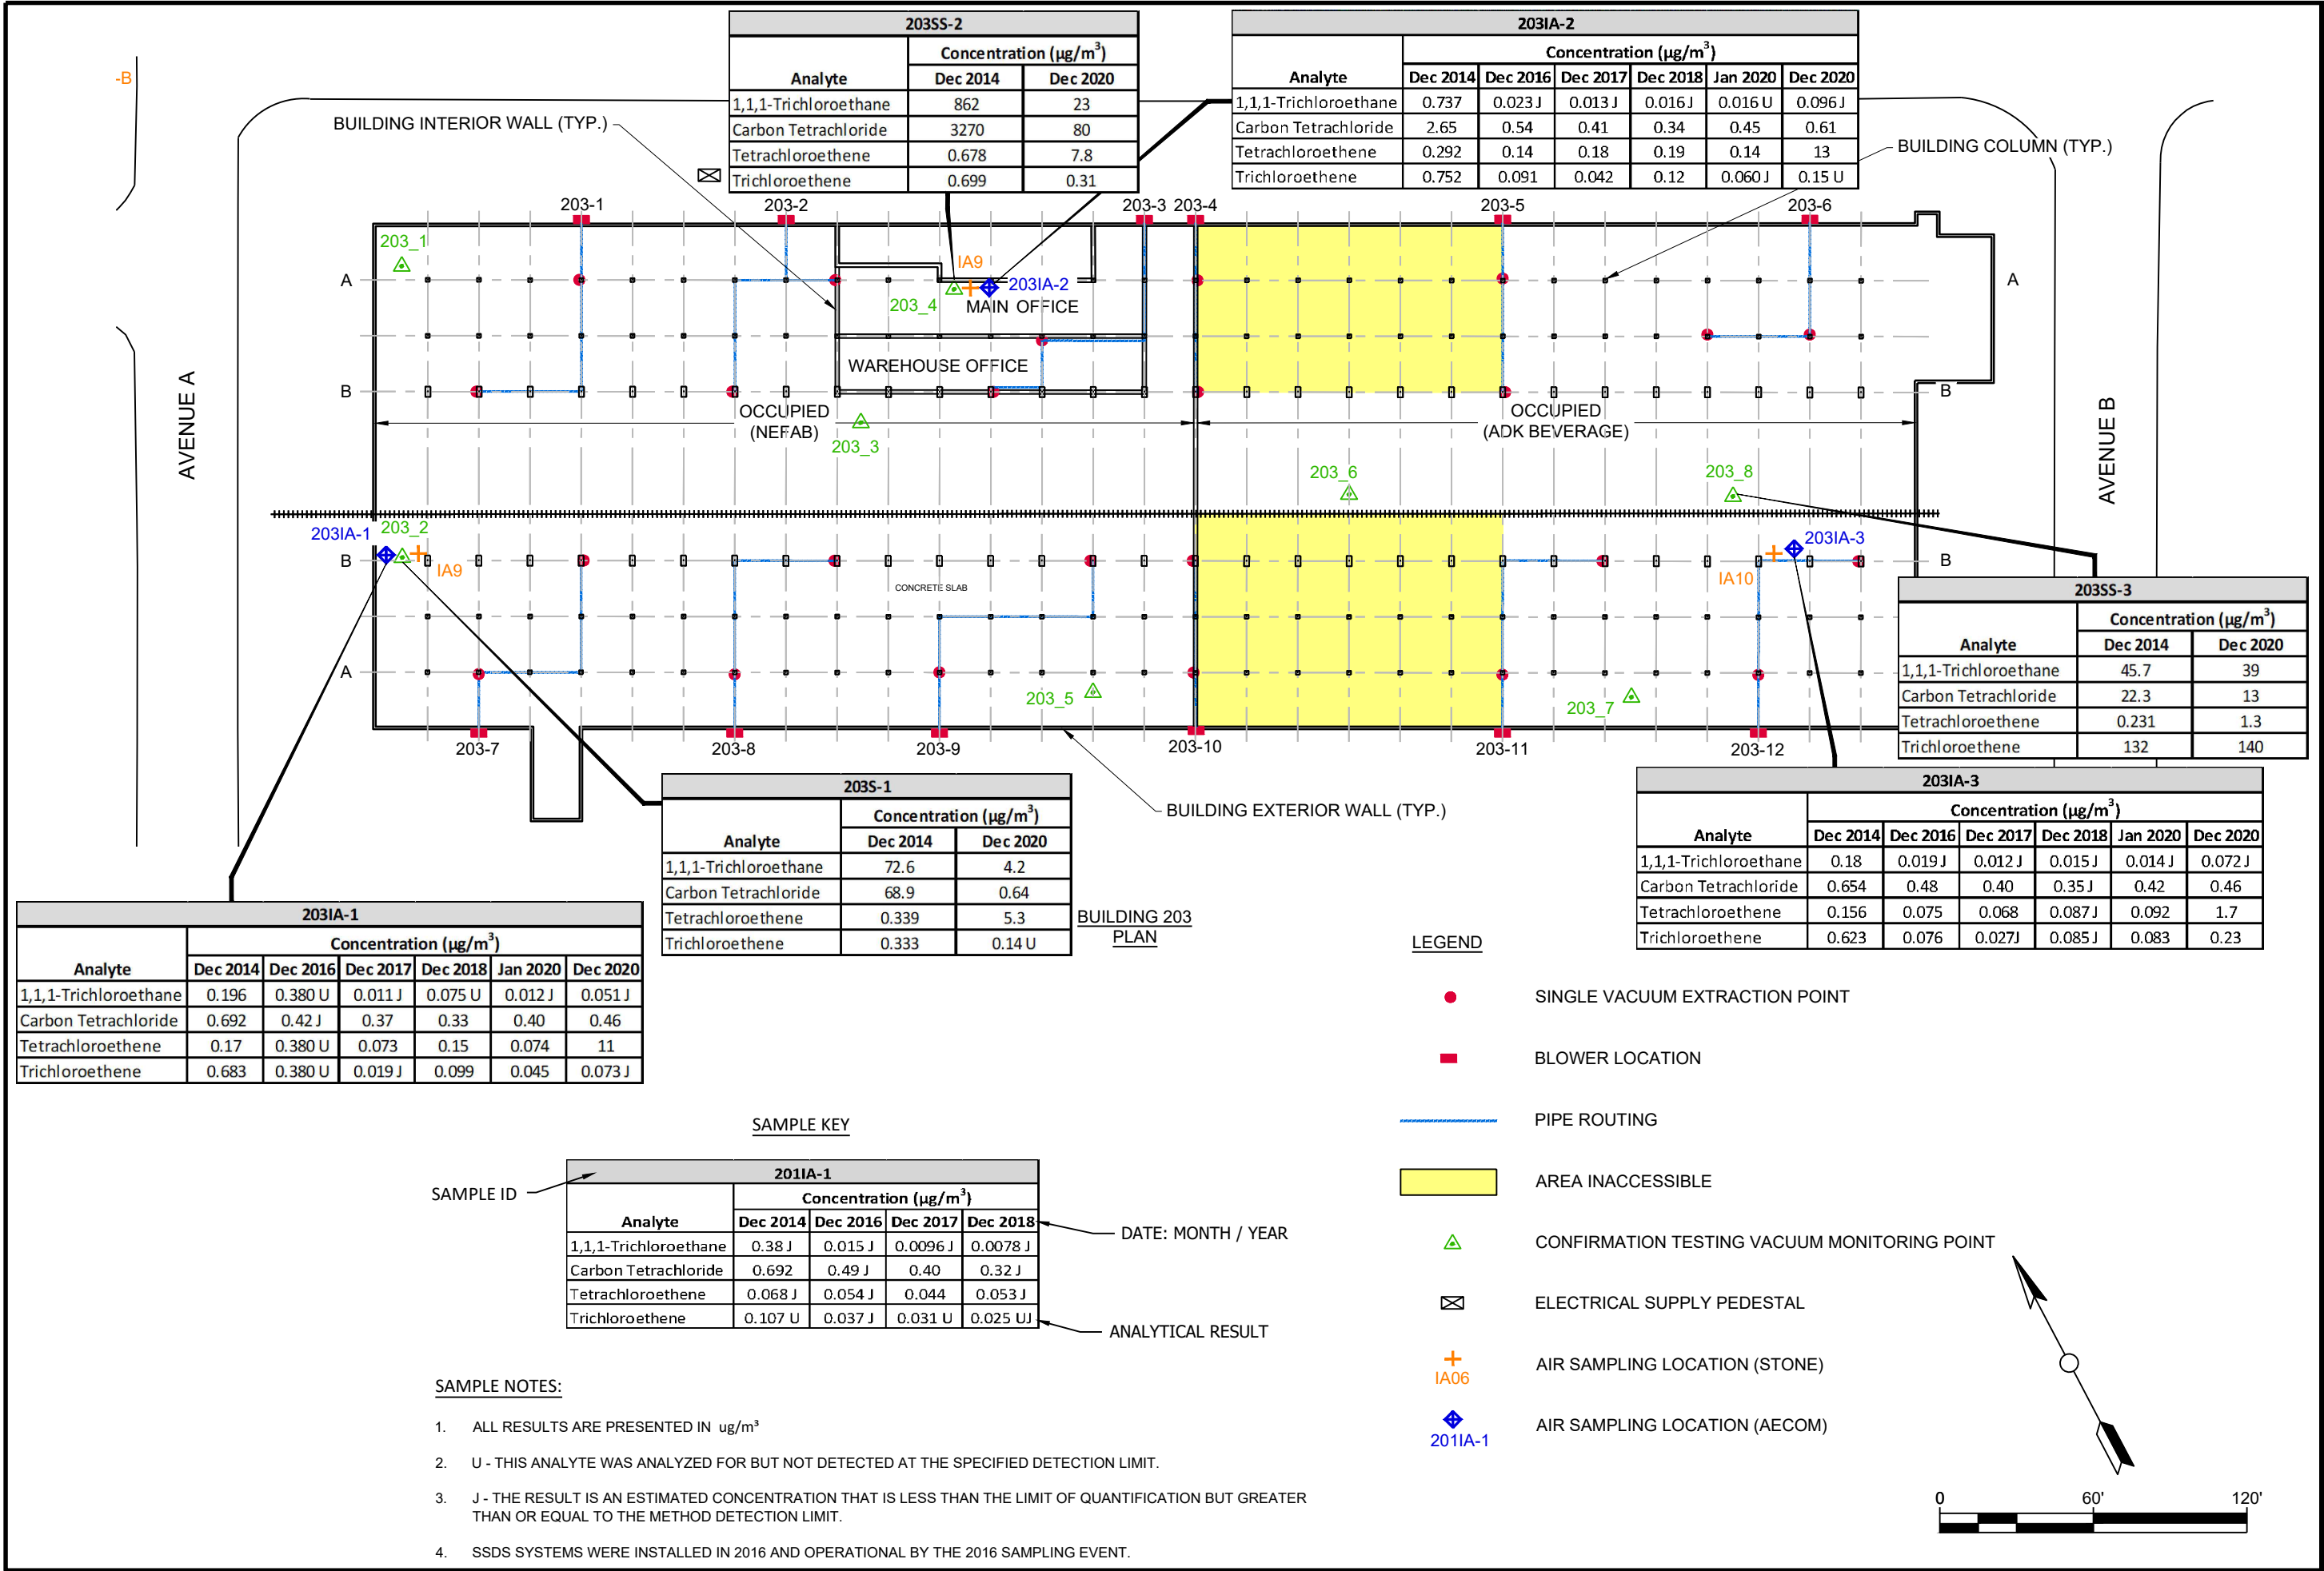 203SS-2
Concentration (µg/m³)
Analyte Dec 2014 Dec 2020
1,1,1-Trichloroethane 862 23
Carbon Tetrachloride 3270 80
Tetrachloroethene 0.678 7.8
Trichloroethene 0.699 0.31
203IA-2
Concentration (µg/m³)
Analyte Dec 2014 Dec 2016 Dec 2017 Dec 2018 Jan 2020 Dec 2020
1,1,1-Trichloroethane 0.737 0.023 J 0.013 J 0.016 J 0.016 U 0.096 J
Carbon Tetrachloride 2.65 0.54 0.41 0.34 0.45 0.61
Tetrachloroethene 0.292 0.14 0.18 0.19 0.14 13
Trichloroethene 0.752 0.091 0.042 0.12 0.060 J 0.15 U
-B
BUILDING INTERIOR WALL (TYP.)
BUILDING COLUMN (TYP.)
203-1 203-2 203-3 203-4 203-5 203-6
203_1
IA9
A A
203IA-2
203_4
MAIN OFFICE
WAREHOUSE OFFICE
B B
AVENUE A
AVENUE B
OCCUPIED
(NEFAB)
OCCUPIED
(ADK BEVERAGE)
203_3
203_6
203_8
203IA-1 203_2
203IA-3
B B
IA9
IA10
CONCRETE SLAB
A
203_5
203_7
203-7 203-8 203-9 203-10 203-11 203-12
203SS-3
Concentration (µg/m³)
Analyte Dec 2014 Dec 2020
1,1,1-Trichloroethane 45.7 39
Carbon Tetrachloride 22.3 13
Tetrachloroethene 0.231 1.3
Trichloroethene 132 140
203S-1
Concentration (µg/m³)
Analyte Dec 2014 Dec 2020
1,1,1-Trichloroethane 72.6 4.2
Carbon Tetrachloride 68.9 0.64
Tetrachloroethene 0.339 5.3
Trichloroethene 0.333 0.14 U
BUILDING EXTERIOR WALL (TYP.)
BUILDING 203
PLAN
203IA-3
Concentration (µg/m³)
Analyte Dec 2014 Dec 2016 Dec 2017 Dec 2018 Jan 2020 Dec 2020
1,1,1-Trichloroethane 0.18 0.019 J 0.012 J 0.015 J 0.014 J 0.072 J
Carbon Tetrachloride 0.654 0.48 0.40 0.35 J 0.42 0.46
Tetrachloroethene 0.156 0.075 0.068 0.087 J 0.092 1.7
Trichloroethene 0.623 0.076 0.027J 0.085 J 0.083 0.23
203IA-1
Concentration (µg/m³)
Analyte Dec 2014 Dec 2016 Dec 2017 Dec 2018 Jan 2020 Dec 2020
1,1,1-Trichloroethane 0.196 0.380 U 0.011 J 0.075 U 0.012 J 0.051 J
Carbon Tetrachloride 0.692 0.42 J 0.37 0.33 0.40 0.46
Tetrachloroethene 0.17 0.380 U 0.073 0.15 0.074 11
Trichloroethene 0.683 0.380 U 0.019 J 0.099 0.045 0.073 J
LEGEND
SINGLE VACUUM EXTRACTION POINT
BLOWER LOCATION
PIPE ROUTING
AREA INACCESSIBLE
CONFIRMATION TESTING VACUUM MONITORING POINT
ELECTRICAL SUPPLY PEDESTAL
AIR SAMPLING LOCATION (STONE)
IA06
AIR SAMPLING LOCATION (AECOM)
201IA-1
SAMPLE KEY
SAMPLE ID
201IA-1
Concentration (µg/m³)
Analyte Dec 2014 Dec 2016 Dec 2017 Dec 2018
1,1,1-Trichloroethane 0.38 J 0.015 J 0.0096 J 0.0078 J
Carbon Tetrachloride 0.692 0.49 J 0.40 0.32 J
Tetrachloroethene 0.068 J 0.054 J 0.044 0.053 J
Trichloroethene 0.107 U 0.037 J 0.031 U 0.025 UJ
DATE: MONTH / YEAR
ANALYTICAL RESULT
SAMPLE NOTES:
1. ALL RESULTS ARE PRESENTED IN ug/m³
2. U - THIS ANALYTE WAS ANALYZED FOR BUT NOT DETECTED AT THE SPECIFIED DETECTION LIMIT.
3. J - THE RESULT IS AN ESTIMATED CONCENTRATION THAT IS LESS THAN THE LIMIT OF QUANTIFICATION BUT GREATER
THAN OR EQUAL TO THE METHOD DETECTION LIMIT.
4. SSDS SYSTEMS WERE INSTALLED IN 2016 AND OPERATIONAL BY THE 2016 SAMPLING EVENT.
0 60' 120'